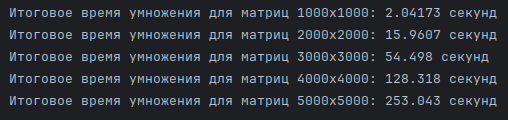 Итоговое время умножения для матриц 1000x1000: 2.04173 секунд
Итоговое время умножения для матриц 2000x2000: 15.9607 секунд
Итоговое время умножения для матриц 3000x3000: 54.498 секунд
Итоговое время умножения для матриц 4000x4000: 128.318 секунд
Итоговое время умножения для матриц 5000x5000: 253.043 секунд